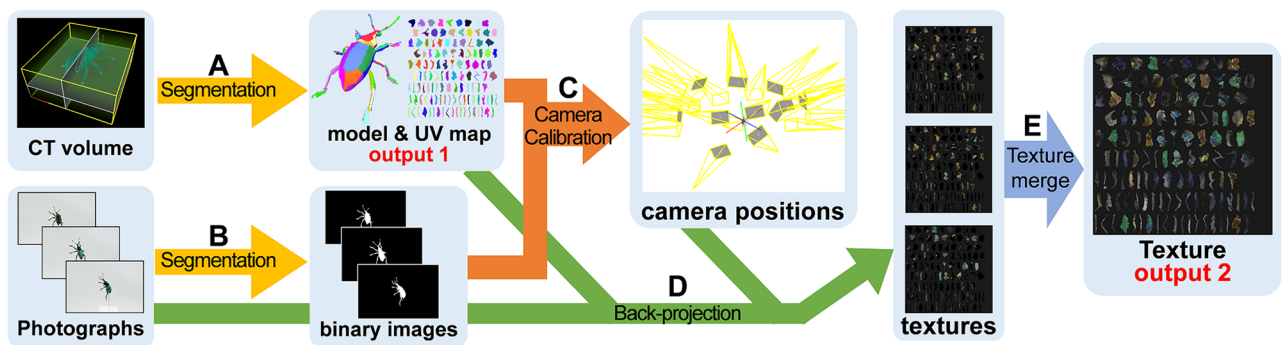 A
Segmentation
CT volume
model & UV map
output 1
C
Camera
Calibration
camera positions
B
Segmentation
Photographs
binary images
D
Back-projection
textures
E
Texture
merge
Texture
output 2